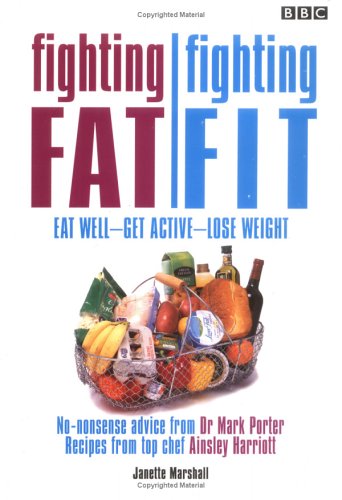 Copyrighted Material
BBC
fighting fighting
FAT FIT
EAT WELL–GET ACTIVE–LOSE WEIGHT
No-nonsense advice from Dr Mark Porter
Recipes from top chef Ainsley Harriott
Janette Marshall
Copyrighted Material